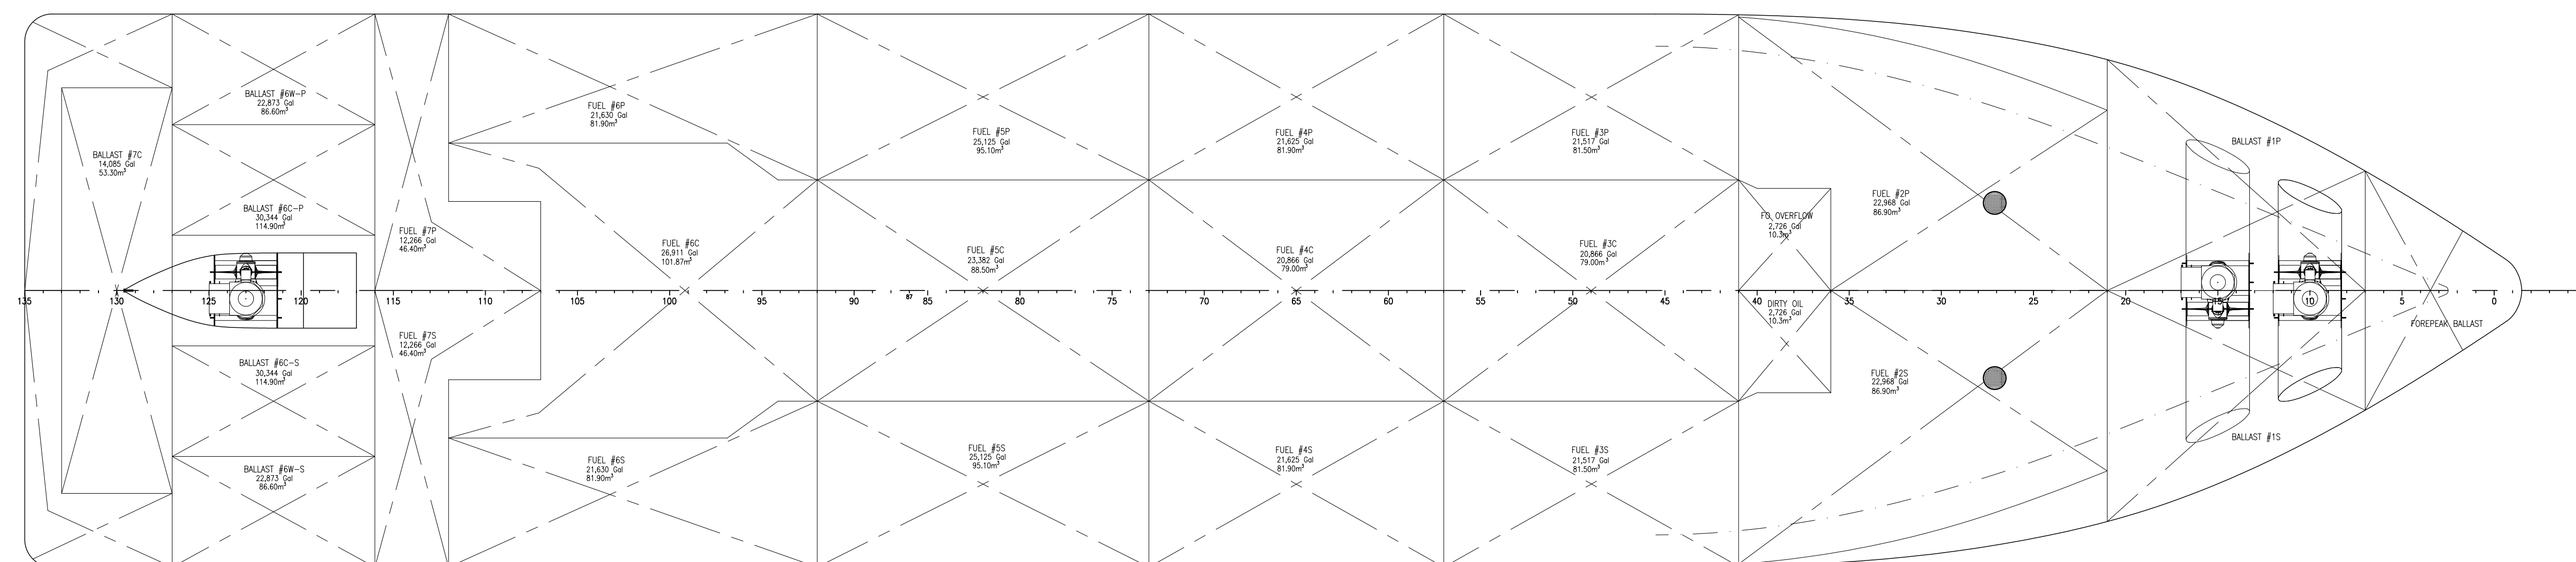 BALLAST #6W-P
22,873 Gal
86.60m³
BALLAST #7C
14,085 Gal
53.30m³
BALLAST #6C-P
30,344 Gal
114.90m³
FUEL #7P
12,266 Gal
46.40m³
FUEL #6P
21,630 Gal
81.90m³
FUEL #6C
26,911 Gal
101.87m³
FUEL #5P
25,125 Gal
95.10m³
FUEL #5C
23,382 Gal
88.50m³
FUEL #4P
21,625 Gal
81.90m³
FUEL #4C
20,866 Gal
79.00m³
FUEL #3P
21,517 Gal
81.50m³
FUEL #3C
20,866 Gal
79.00m³
FO OVERFLOW
2,726 Gal
10.3m³
FUEL #2P
22,968 Gal
86.90m³
BALLAST #1P
135 130 125 120 115 110 105 100 95 90 87 85 80 75 70 65 60 55 50 45 40 35 30 25 20 15 10 5 0
FUEL #7S
12,266 Gal
46.40m³
DIRTY OIL
2,726 Gal
10.3m³
FOREPEAK BALLAST
BALLAST #6C-S
30,344 Gal
114.90m³
BALLAST #6W-S
22,873 Gal
86.60m³
FUEL #6S
21,630 Gal
81.90m³
FUEL #5S
25,125 Gal
95.10m³
FUEL #4S
21,625 Gal
81.90m³
FUEL #3S
21,517 Gal
81.50m³
FUEL #2S
22,968 Gal
86.90m³
BALLAST #1S